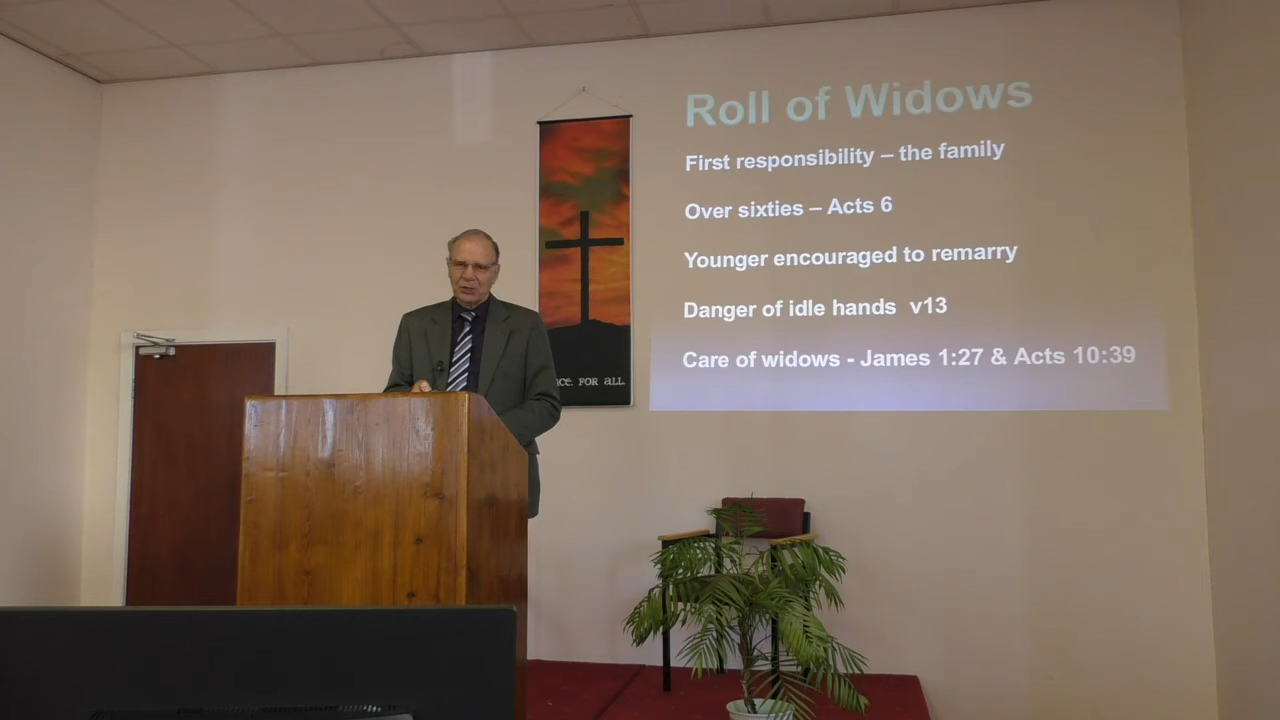 Roll of Widows
First responsibility – the family
Over sixties – Acts 6
Younger encouraged to remarry
Danger of idle hands v13
Care of widows - James 1:27 & Acts 10:39
FOR ALL.